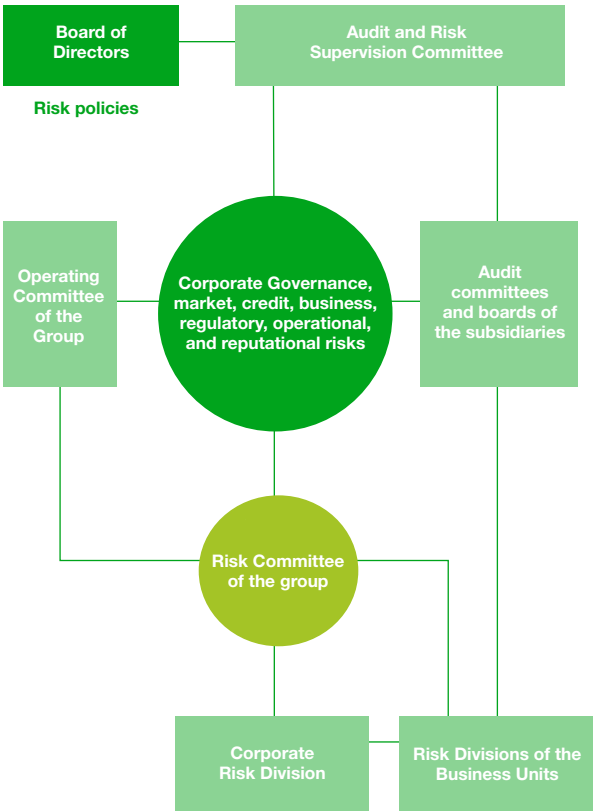 Board of
Directors
Audit and Risk
Supervision Committee
Risk policies
Operating
Committee
of the
Group
Corporate Governance,
market, credit, business,
regulatory, operational,
and reputational risks
Audit
committees
and boards of
the subsidiaries
Risk Committee
of the group
Corporate
Risk Division
Risk Divisions of the
Business Units